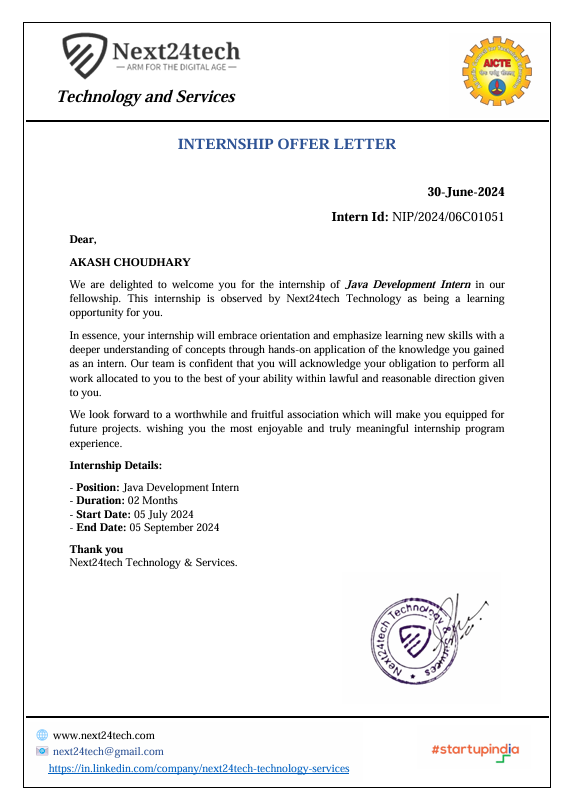 Next24tech
ARM FOR THE DIGITAL AGE
Technology and Services
AICTE
INTERNSHIP OFFER LETTER
30-June-2024
Intern Id: NIP/2024/06C01051
Dear,
AKASH CHOUDHARY
We are delighted to welcome you for the internship of Java Development Intern in our
fellowship. This internship is observed by Next24tech Technology as being a learning
opportunity for you.
In essence, your internship will embrace orientation and emphasize learning new skills with a
deeper understanding of concepts through hands-on application of the knowledge you gained
as an intern. Our team is confident that you will acknowledge your obligation to perform all
work allocated to you to the best of your ability within lawful and reasonable direction given
to you.
We look forward to a worthwhile and fruitful association which will make you equipped for
future projects. wishing you the most enjoyable and truly meaningful internship program
experience.
Internship Details:
- Position: Java Development Intern
- Duration: 02 Months
- Start Date: 05 July 2024
- End Date: 05 September 2024
Thank you
Next24tech Technology & Services.
Next24tech Technology & Services
www.next24tech.com
next24tech@gmail.com
https://in.linkedin.com/company/next24tech-technology-services
#startupindia